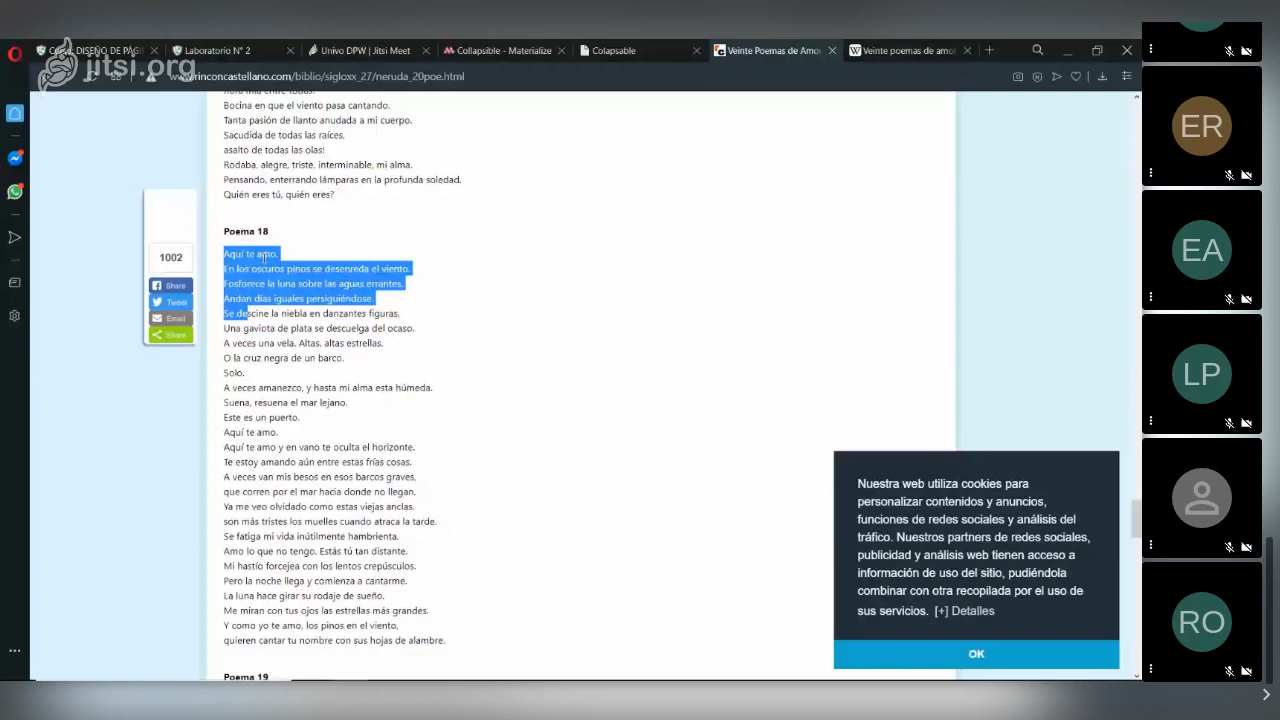 jitsi.org
Curso: DISEÑO DE PAGI
Laboratorio N° 2
Univo DPW | Jitsi Meet
Collapsible - Materialize
Colapsable
Veinte Poemas de Amo
Veinte poemas de amo
www.rinconcastellano.com/biblio/sigloxx_27/neruda_20poe.html
Hora mía entre todas!
Bocina en que el viento pasa cantando.
Tanta pasión de llanto anudada a mi cuerpo.
Sacudida de todas las raíces,
asalto de todas las olas!
Rodaba, alegre, triste, interminable, mi alma.
Pensando, enterrando lámparas en la profunda soledad.
Quién eres tú, quién eres?
Poema 18
Aquí te amo.
En los oscuros pinos se desenreda el viento.
Fosforece la luna sobre las aguas errantes.
Andan días iguales persiguiéndose.
Se descine la niebla en danzantes figuras.
Una gaviota de plata se descuelga del ocaso.
A veces una vela. Altas, altas estrellas.
O la cruz negra de un barco.
Solo.
A veces amanezco, y hasta mi alma esta húmeda.
Suena, resuena el mar lejano.
Este es un puerto.
Aquí te amo.
Aquí te amo y en vano te oculta el horizonte.
Te estoy amando aún entre estas frías cosas.
A veces van mis besos en esos barcos graves,
que corren por el mar hacia donde no llegan.
Ya me veo olvidado como estas viejas anclas.
son más tristes los muelles cuando atraca la tarde.
Se fatiga mi vida inútilmente hambrienta.
Amo lo que no tengo. Estás tú tan distante.
Mi hastío forcejea con los lentos crepúsculos.
Pero la noche llega y comienza a cantarme.
La luna hace girar su rodaje de sueño.
Me miran con tus ojos las estrellas más grandes.
Y como yo te amo, los pinos en el viento,
quieren cantar tu nombre con sus hojas de alambre.
Poema 19
1002
Share
Tweet
Email
Share
Nuestra web utiliza cookies para
personalizar contenidos y anuncios,
funciones de redes sociales y análisis del
tráfico. Nuestros partners de redes sociales,
publicidad y análisis web tienen acceso a
información de uso del sitio, pudiéndola
combinar con otra recopilada por el uso de
sus servicios. [+] Detalles
OK
ER
EA
LP
RO